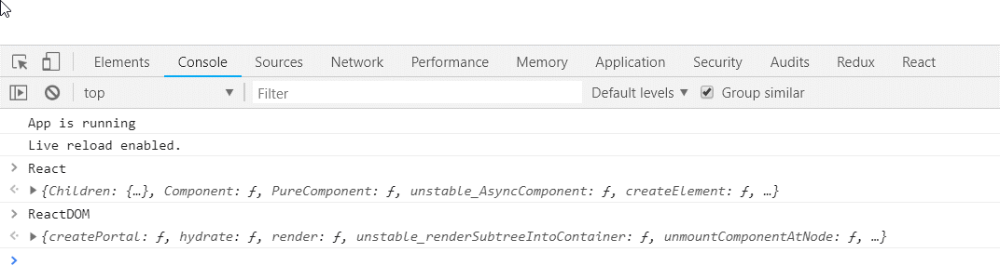 Elements Console Sources Network Performance Memory Application Security Audits Redux React
top Filter Default levels Group similar
App is running
Live reload enabled.
React
{Children: {…}, Component: ƒ, PureComponent: ƒ, unstable_AsyncComponent: ƒ, createElement: ƒ, …}
ReactDOM
{createPortal: ƒ, hydrate: ƒ, render: ƒ, unstable_renderSubtreeIntoContainer: ƒ, unmountComponentAtNode: ƒ, …}